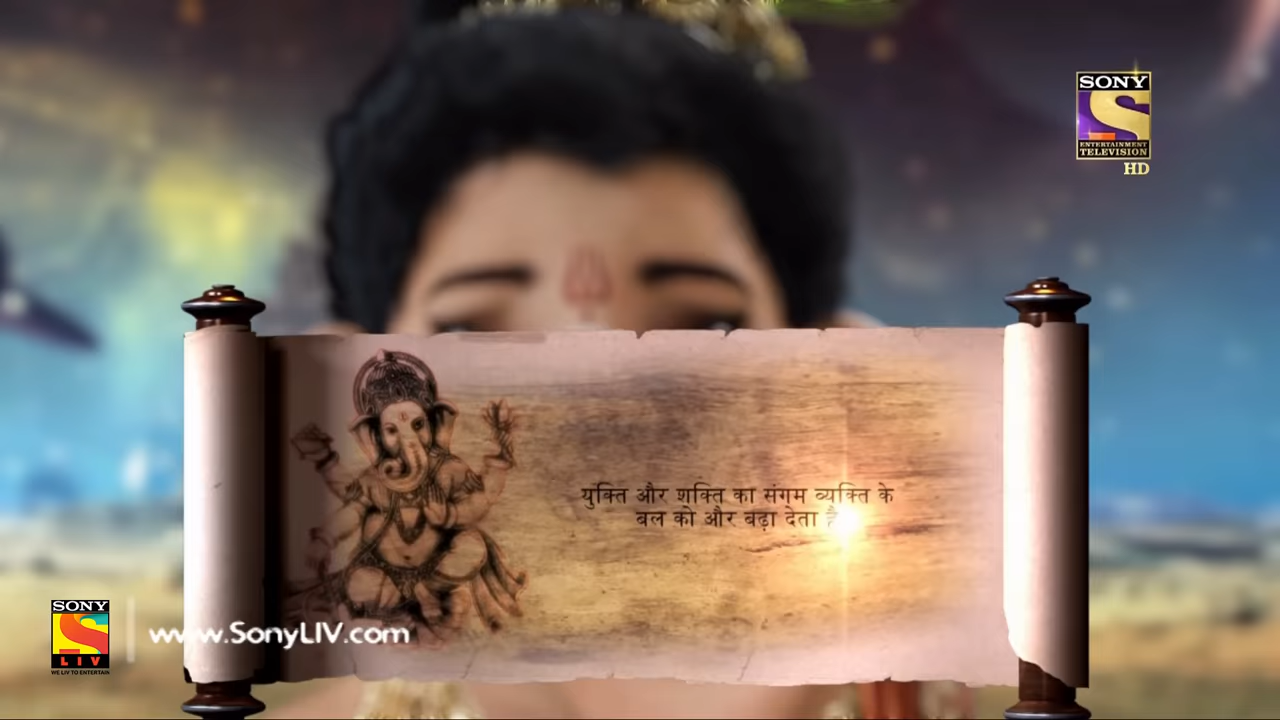 SONY
ENTERTAINMENT
TELEVISION
HD
युक्ति और शक्ति का संगम व्यक्ति के
बल को और बढ़ा देता
SONY
LIV
WE LIV TO ENTERTAIN
www.SonyLIV.com